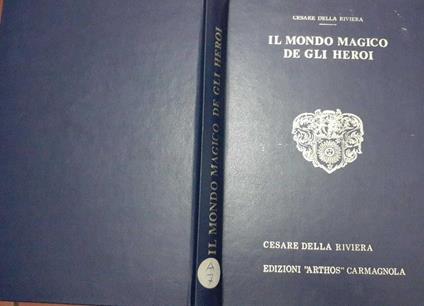 CESARE DELLA RIVIERA
IL MONDO MAGICO
DE GLI HEROI
CESARE DELLA RIVIERA
EDIZIONI "ARTHOS" CARMAGNOLA
IL MONDO MAGICO DE GLI HEROI